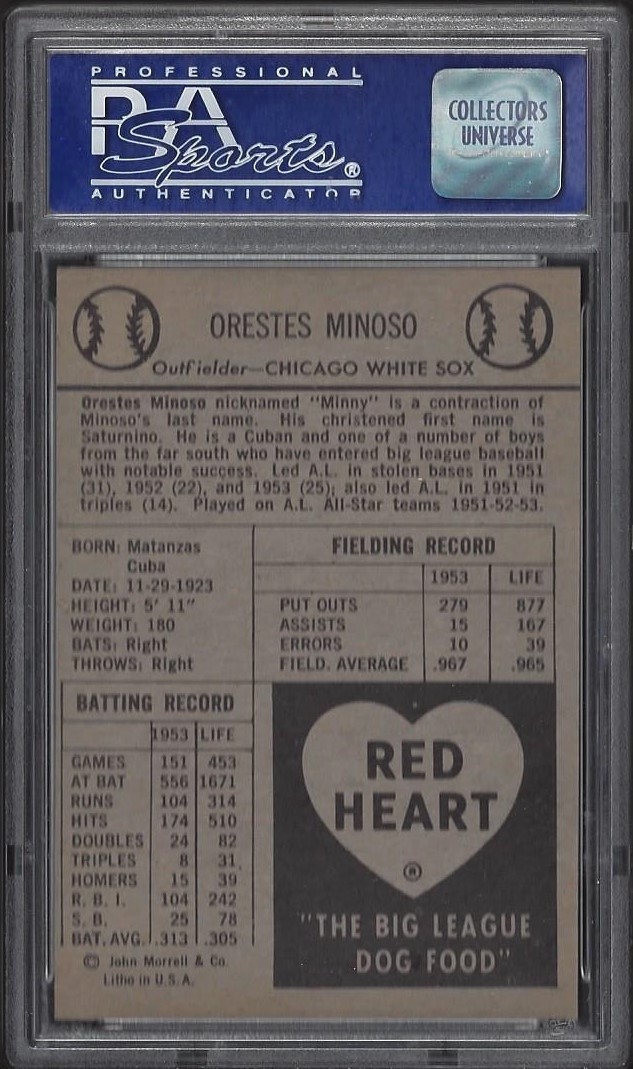 PROFESSIONAL
PSA
Sports®
AUTHENTICATOR
COLLECTORS
UNIVERSE
ORESTES MINOSO
Outfielder—CHICAGO WHITE SOX
Orestes Minoso nicknamed "Minny" is a contraction of
Minoso's last name. His christened first name is
Saturnino. He is a Cuban and one of a number of boys
from the far south who have entered big league baseball
with notable success. Led A.L. in stolen bases in 1951
(31), 1952 (22), and 1953 (25); also led A.L. in 1951 in
triples (14). Played on A.L. All-Star teams 1951-52-53.
BORN: Matanzas
Cuba
DATE: 11-29-1923
HEIGHT: 5' 11"
WEIGHT: 180
BATS: Right
THROWS: Right
FIELDING RECORD
1953 LIFE
PUT OUTS 279 877
ASSISTS 15 167
ERRORS 10 39
FIELD. AVERAGE .967 .965
BATTING RECORD
1953 LIFE
GAMES 151 453
AT BAT 556 1671
RUNS 104 314
HITS 174 510
DOUBLES 24 82
TRIPLES 8 31
HOMERS 15 39
R. B. I. 104 242
S. B. 25 78
BAT. AVG. .313 .305
© John Morrell & Co.
Litho in U.S.A.
RED
HEART
®
"THE BIG LEAGUE
DOG FOOD"